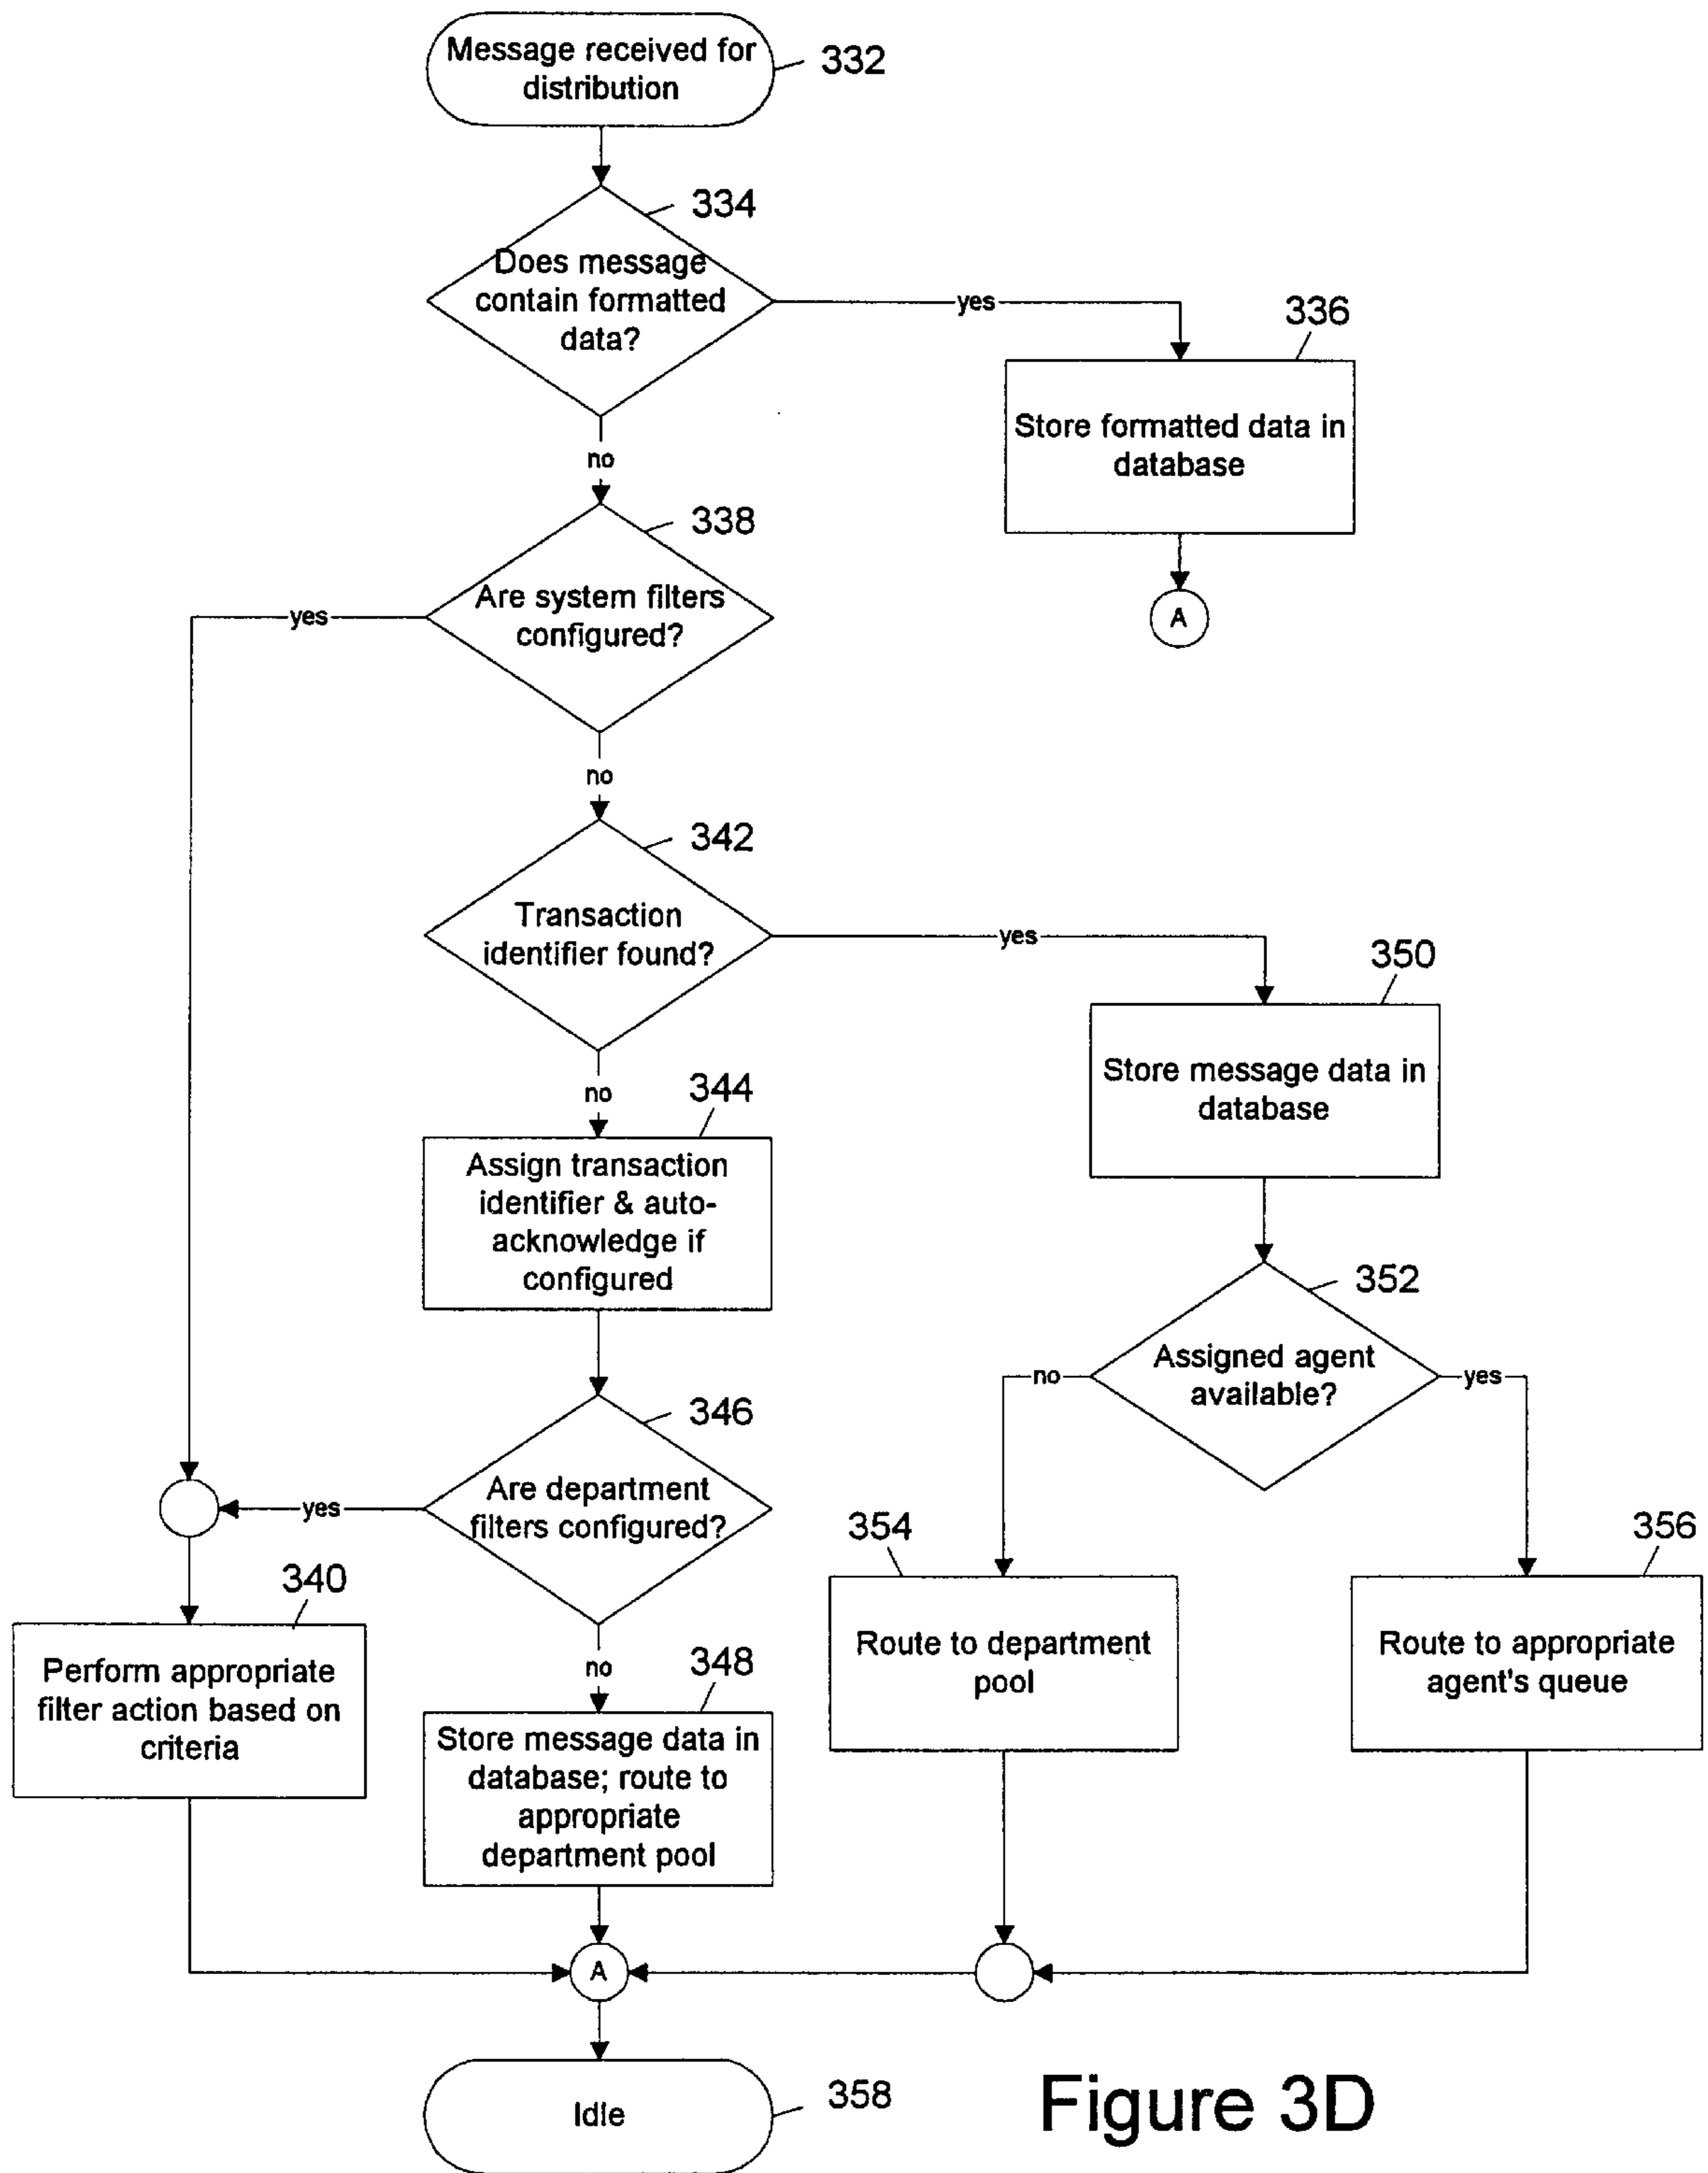 Message received for
distribution
332
334
Does message
contain formatted
data?
yes
336
Store formatted data in
database
A
no
338
Are system filters
configured?
yes
no
342
Transaction
identifier found?
yes
350
Store message data in
database
no
344
Assign transaction
identifier & auto-
acknowledge if
configured
352
Assigned agent
available?
no
yes
346
Are department
filters configured?
yes
354
356
340
Perform appropriate
filter action based on
criteria
no
348
Store message data in
database; route to
appropriate
department pool
Route to department
pool
Route to appropriate
agent's queue
A
Idle
358
Figure 3D